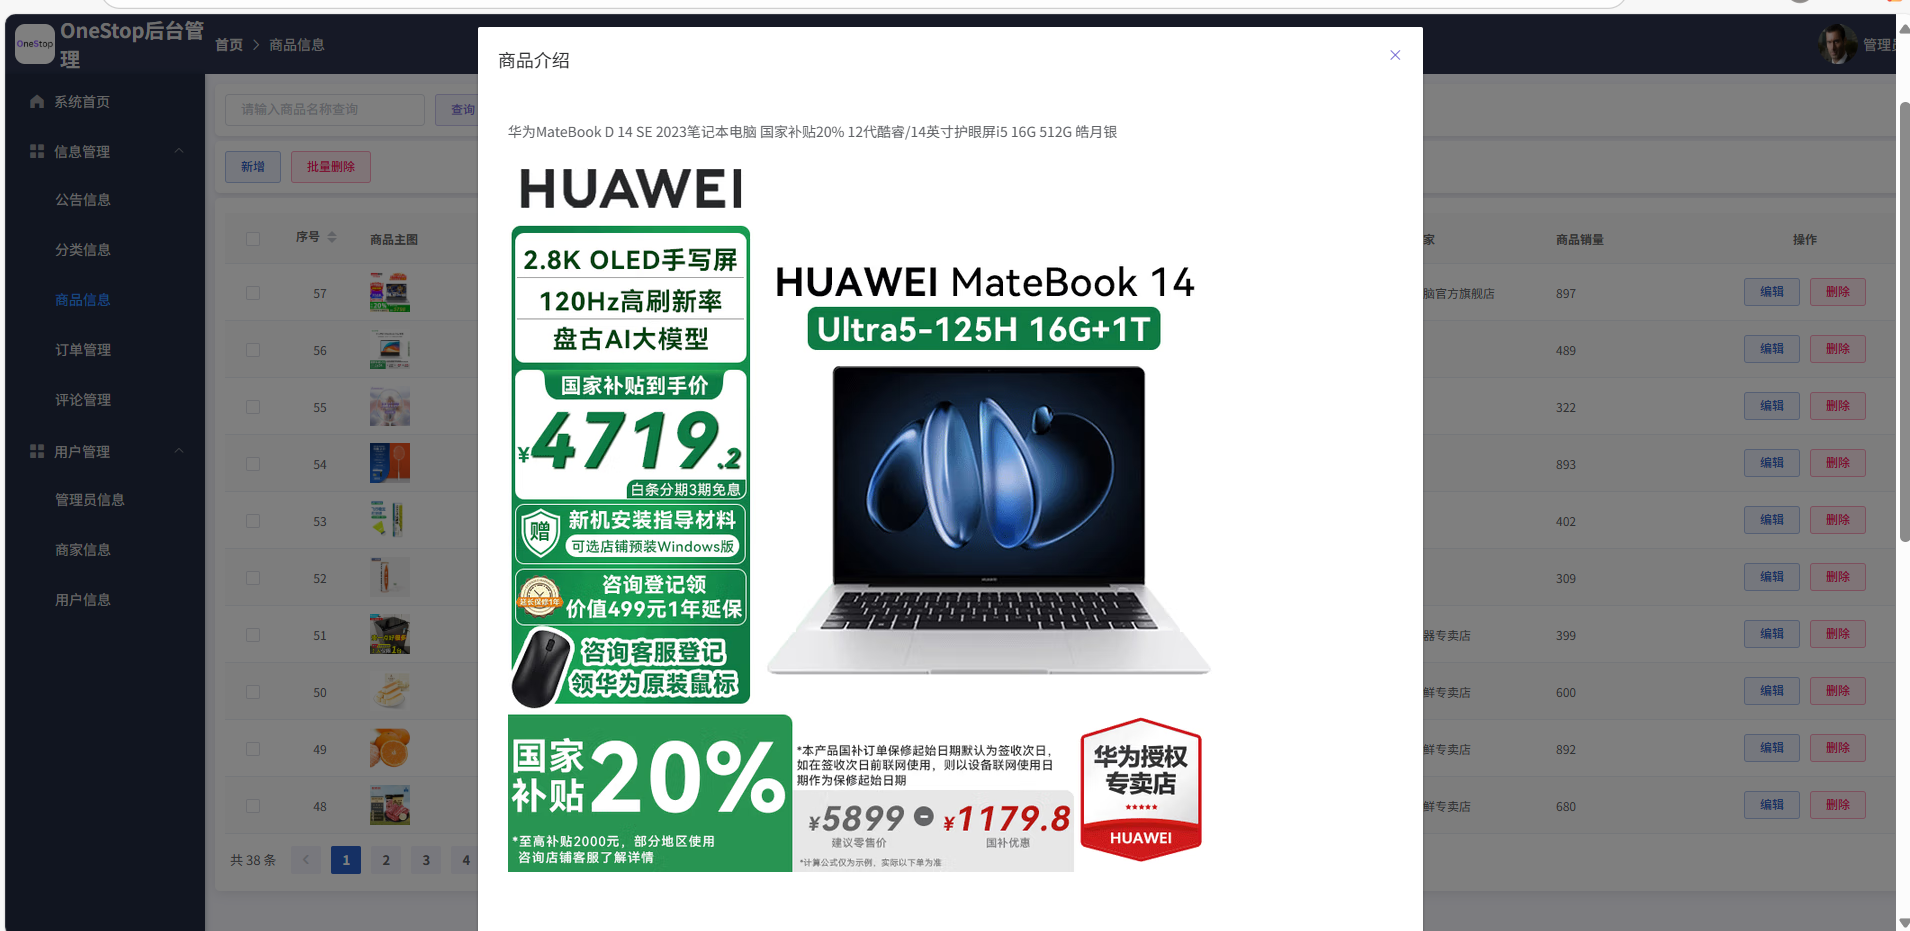 OneStop
OneStop后台管
理
首页 > 商品信息
管理员
系统首页
信息管理
公告信息
分类信息
商品信息
订单管理
评论管理
用户管理
管理员信息
商家信息
用户信息
请输入商品名称查询
查询
新增
批量删除
序号
商品主图
家
商品销量
操作
57
脑官方旗舰店
897
编辑
删除
56
489
编辑
删除
55
322
编辑
删除
54
893
编辑
删除
53
402
编辑
删除
52
309
编辑
删除
51
器专卖店
399
编辑
删除
50
鲜专卖店
600
编辑
删除
49
鲜专卖店
892
编辑
删除
48
鲜专卖店
680
编辑
删除
共 38 条
1
2
3
4
商品介绍
华为MateBook D 14 SE 2023笔记本电脑 国家补贴20% 12代酷睿/14英寸护眼屏i5 16G 512G 皓月银
HUAWEI
2.8K OLED手写屏
120Hz高刷新率
盘古AI大模型
国家补贴到手价
¥4719.2
白条分期3期免息
赠
新机安装指导材料
可选店铺预装Windows版
延长保修1年
咨询登记领
价值499元1年延保
咨询客服登记
领华为原装鼠标
HUAWEI MateBook 14
Ultra5-125H 16G+1T
HUAWEI
国家
补贴
20%
*至高补贴2000元，部分地区使用
咨询店铺客服了解详情
*本产品国补订单保修起始日期默认为签收次日，
如在签收次日前联网使用，则以设备联网使用日
期作为保修起始日期
¥5899 - ¥1179.8
建议零售价
国补优惠
*计算公式仅为示例，实际以下单为准
华为授权
专卖店
HUAWEI